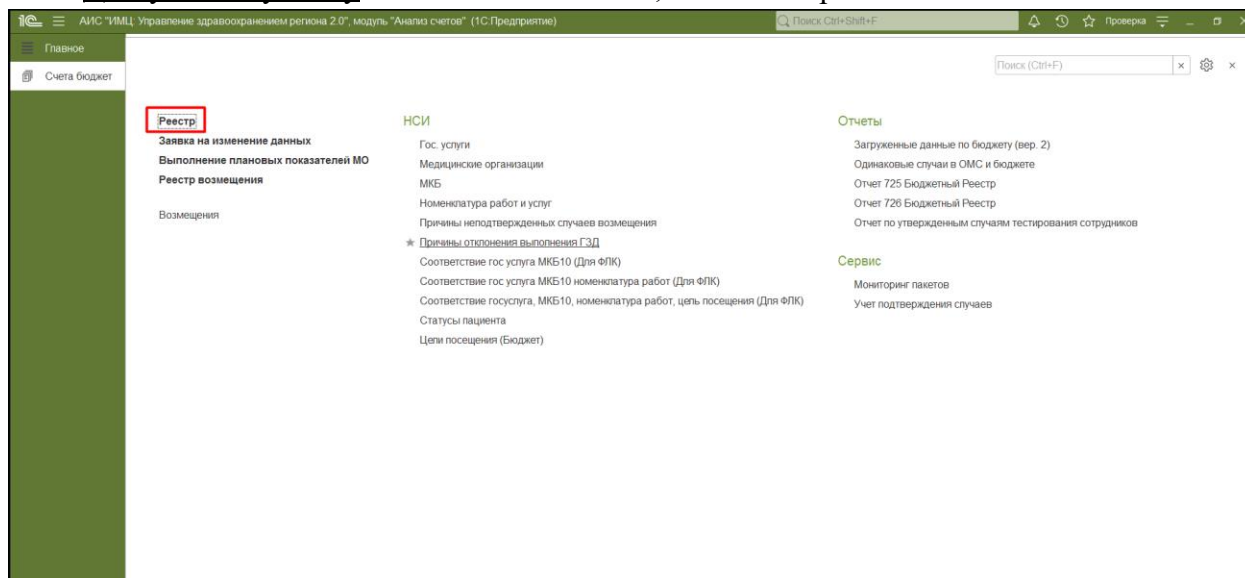 АИС "ИМЦ: Управление здравоохранением региона 2.0", модуль "Анализ счетов" (1С:Предприятие)
Поиск Ctrl+Shift+F
Проверка
Главное
Счета бюджет
Поиск (Ctrl+F)
Реестр
Заявка на изменение данных
Выполнение плановых показателей МО
Реестр возмещения
Возмещения
НСИ
Гос. услуги
Медицинские организации
МКБ
Номенклатура работ и услуг
Причины неподтвержденных случаев возмещения
Причины отклонения выполнения ГЗД
Соответствие гос услуга МКБ10 (Для ФЛК)
Соответствие гос услуга МКБ10 номенклатура работ (Для ФЛК)
Соответствие госуслуга, МКБ10, номенклатура работ, цель посещения (Для ФЛК)
Статусы пациента
Цели посещения (Бюджет)
Отчеты
Загруженные данные по бюджету (вер. 2)
Одинаковые случаи в ОМС и бюджете
Отчет 725 Бюджетный Реестр
Отчет 726 Бюджетный Реестр
Отчет по утвержденным случаям тестирования сотрудников
Сервис
Мониторинг пакетов
Учет подтверждения случаев